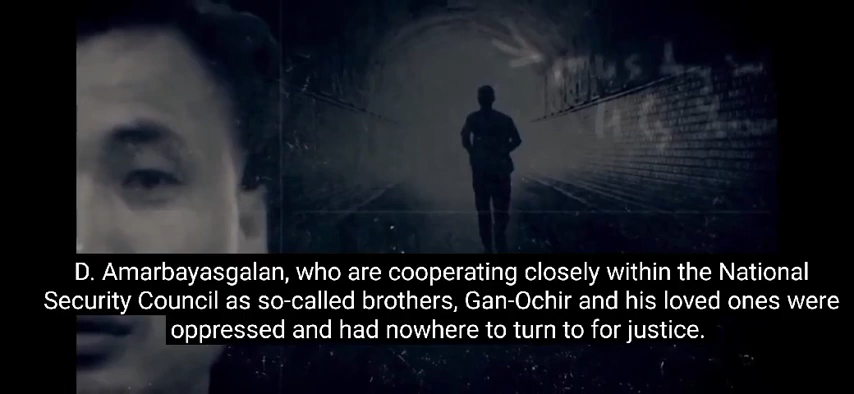 D. Amarbayasgalan, who are cooperating closely within the National
Security Council as so-called brothers, Gan-Ochir and his loved ones were
oppressed and had nowhere to turn to for justice.